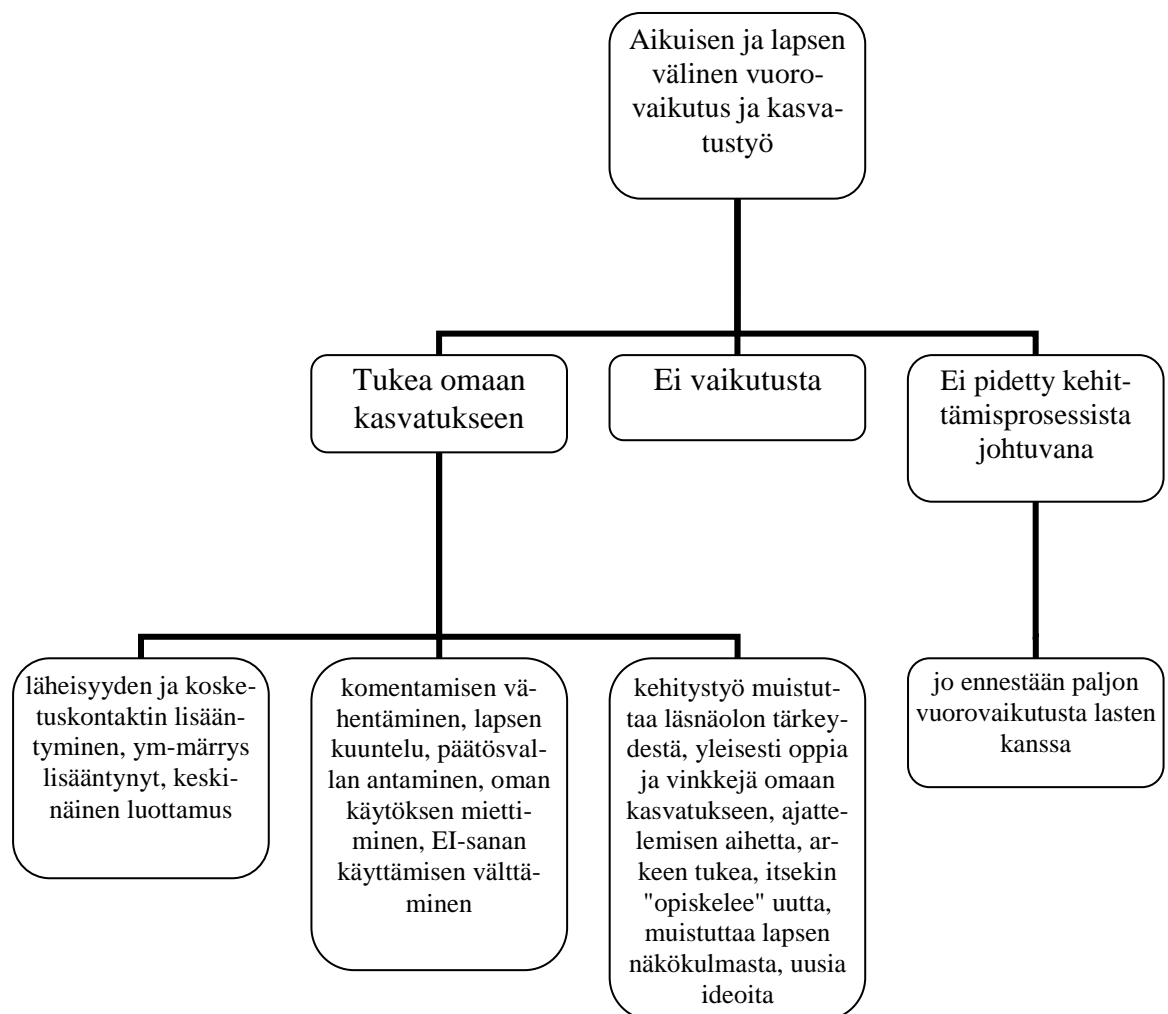 Aikuisen ja lapsen
välinen vuoro-
vaikutus ja kasva-
tustyö
Tukea omaan
kasvatukseen
Ei vaikutusta
Ei pidetty kehit-
tämisprosessista
johtuvana
läheisyyden ja koske-
tuskontaktin lisään-
tyminen, ym-märrys
lisääntynyt, keski-
näinen luottamus
komentamisen vä-
hentäminen, lapsen
kuuntelu, päätösval-
lan antaminen, oman
käytöksen mietti-
minen, EI-sanan
käyttämisen välttä-
minen
kehitystyö muistut-
taa läsnäolon tärkey-
destä, yleisesti oppia
ja vinkkejä omaan
kasvatukseen, ajatte-
lemisen aihetta, ar-
keen tukea, itsekin
"opiskelee" uutta,
muistuttaa lapsen
näkökulmasta, uusia
ideoita
jo ennestään paljon
vuorovaikutusta lasten
kanssa